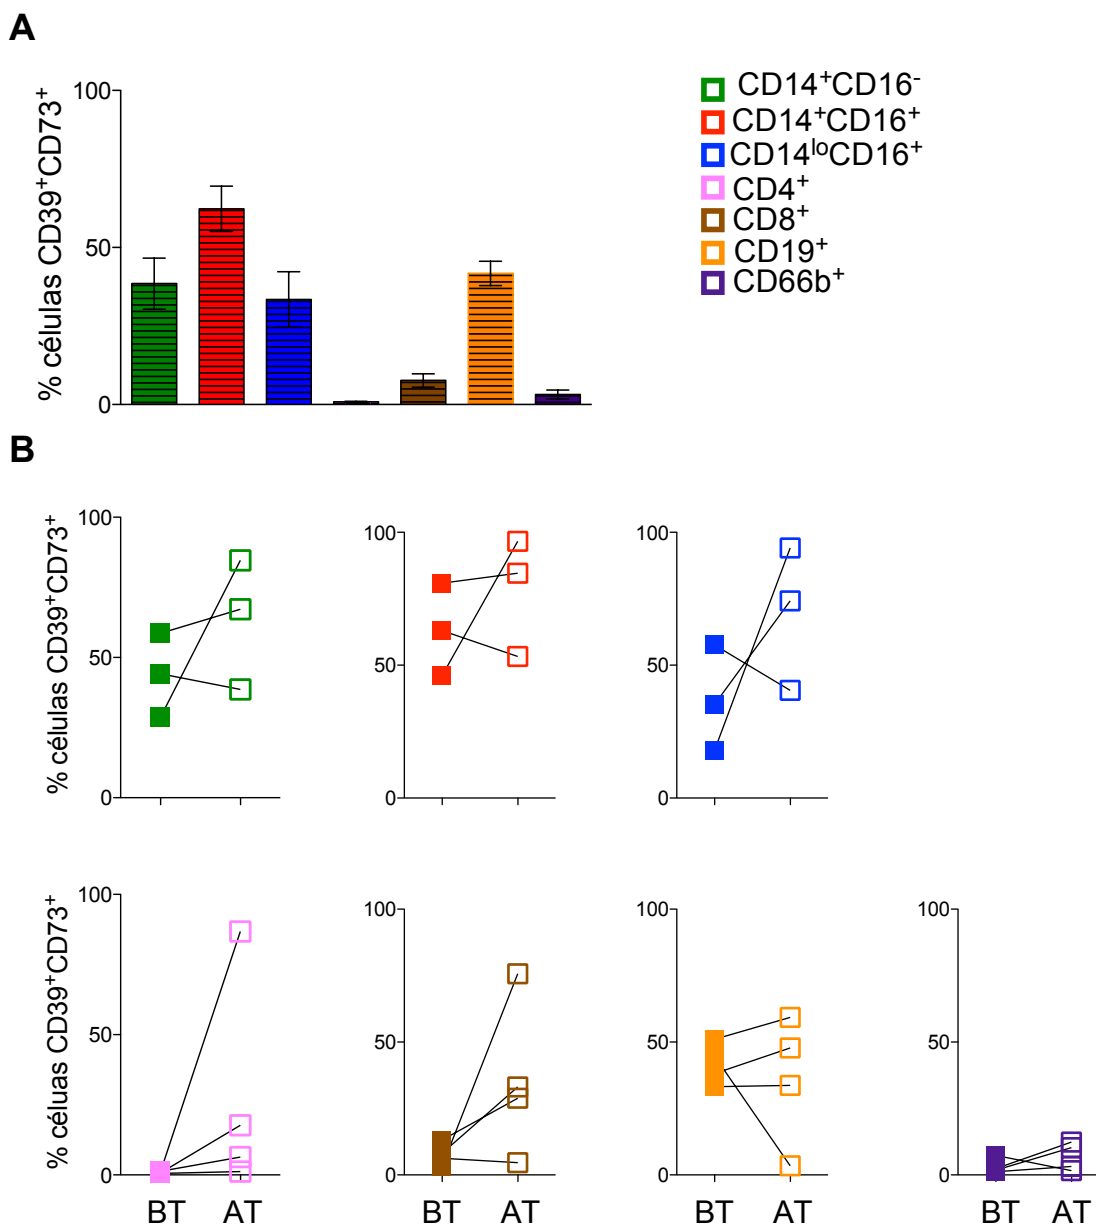 A
% células CD39⁺CD73⁺
100
50
0
CD14⁺CD16⁻
CD14⁺CD16⁺
CD14ˡᵒCD16⁺
CD4⁺
CD8⁺
CD19⁺
CD66b⁺
B
% células CD39⁺CD73⁺
100
50
0
100
50
0
100
50
0
% céluas CD39⁺CD73⁺
100
50
0
BT AT
100
50
0
BT AT
100
50
0
BT AT
100
50
0
BT AT